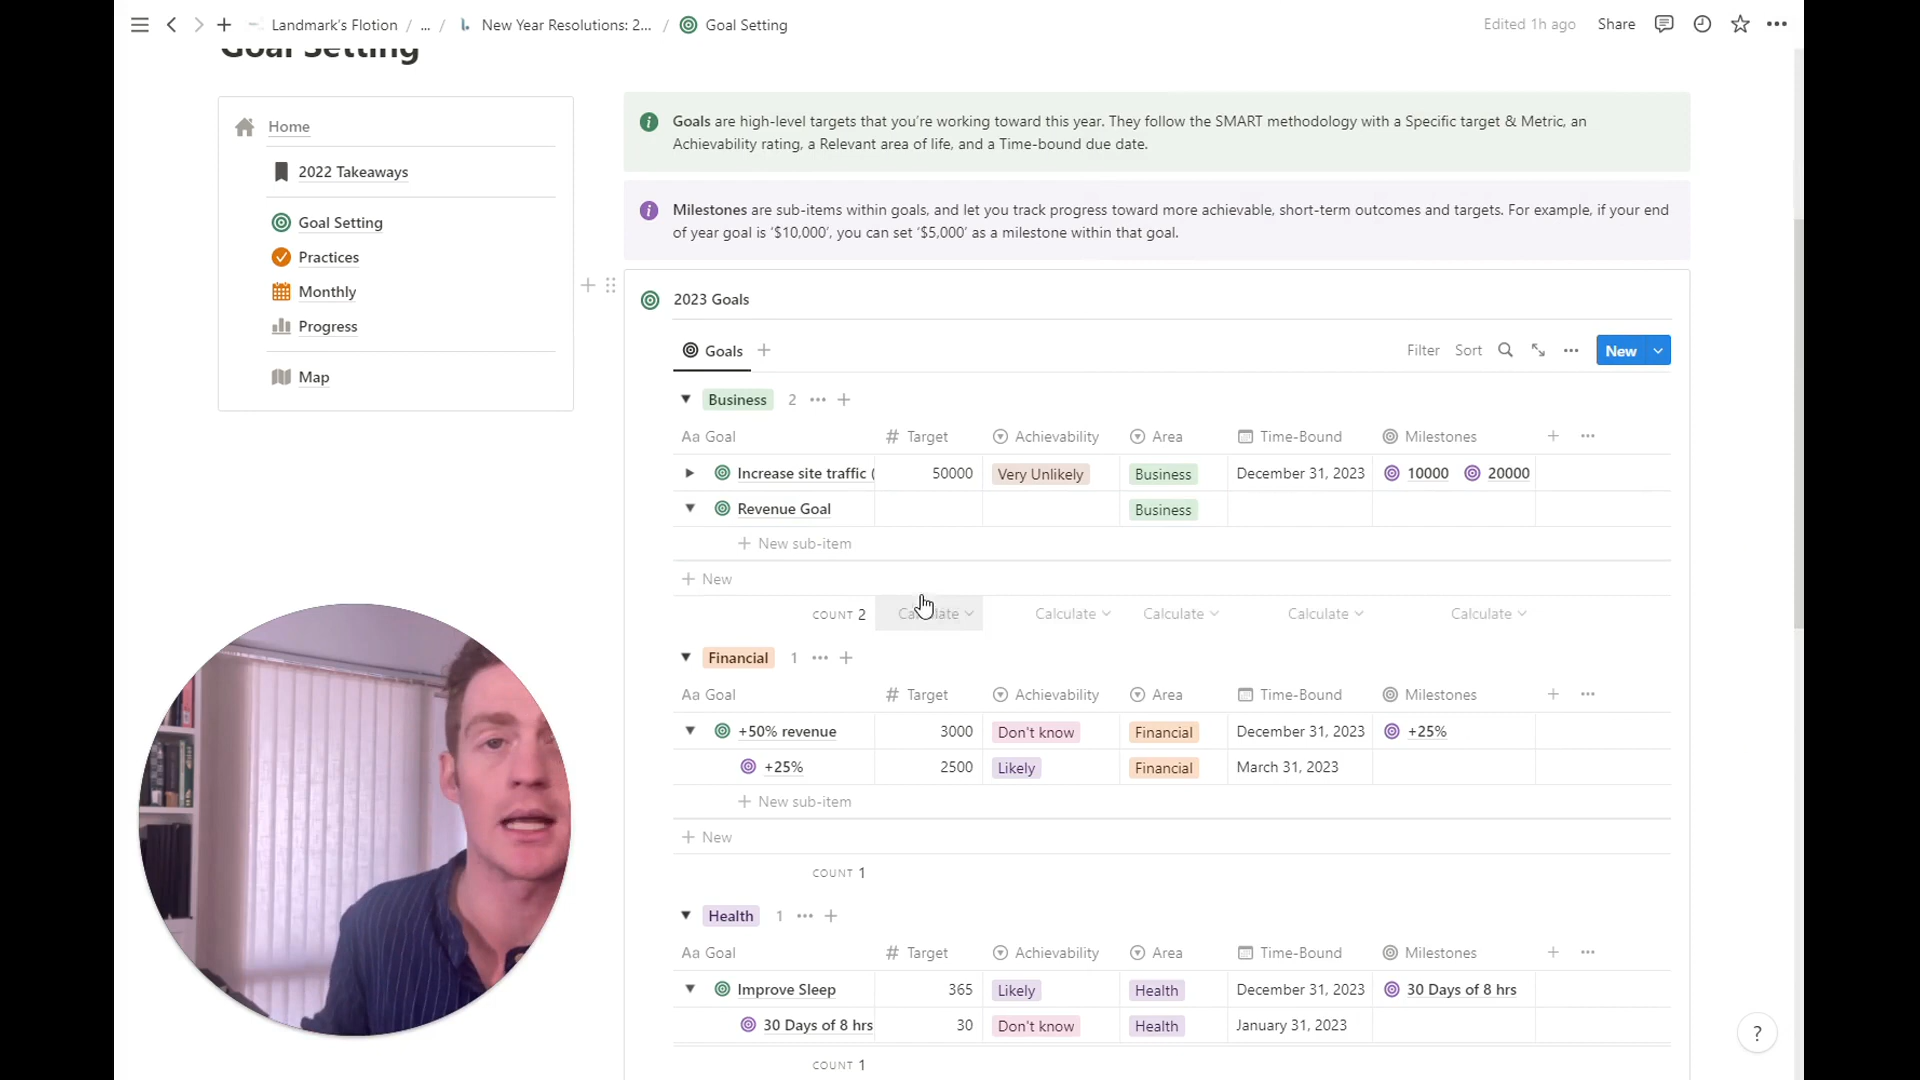 Landmark's Flotion / ... / New Year Resolutions: 2... / Goal Setting
Edited 1h ago Share
Goal Setting
Home
2022 Takeaways
Goal Setting
Practices
Monthly
Progress
Map
Goals are high-level targets that you're working toward this year. They follow the SMART methodology with a Specific target & Metric, an
Achievability rating, a Relevant area of life, and a Time-bound due date.
Milestones are sub-items within goals, and let you track progress toward more achievable, short-term outcomes and targets. For example, if your end
of year goal is '$10,000', you can set '$5,000' as a milestone within that goal.
2023 Goals
Goals Filter Sort New
Business 2
Aa Goal # Target Achievability Area Time-Bound Milestones
Increase site traffic ( 50000 Very Unlikely Business December 31, 2023 10000 20000
Revenue Goal Business
+ New sub-item
+ New
COUNT 2 Calculate Calculate Calculate Calculate Calculate
Financial 1
Aa Goal # Target Achievability Area Time-Bound Milestones
+50% revenue 3000 Don't know Financial December 31, 2023 +25%
+25% 2500 Likely Financial March 31, 2023
+ New sub-item
+ New
COUNT 1
Health 1
Aa Goal # Target Achievability Area Time-Bound Milestones
Improve Sleep 365 Likely Health December 31, 2023 30 Days of 8 hrs
30 Days of 8 hrs 30 Don't know Health January 31, 2023
COUNT 1
?